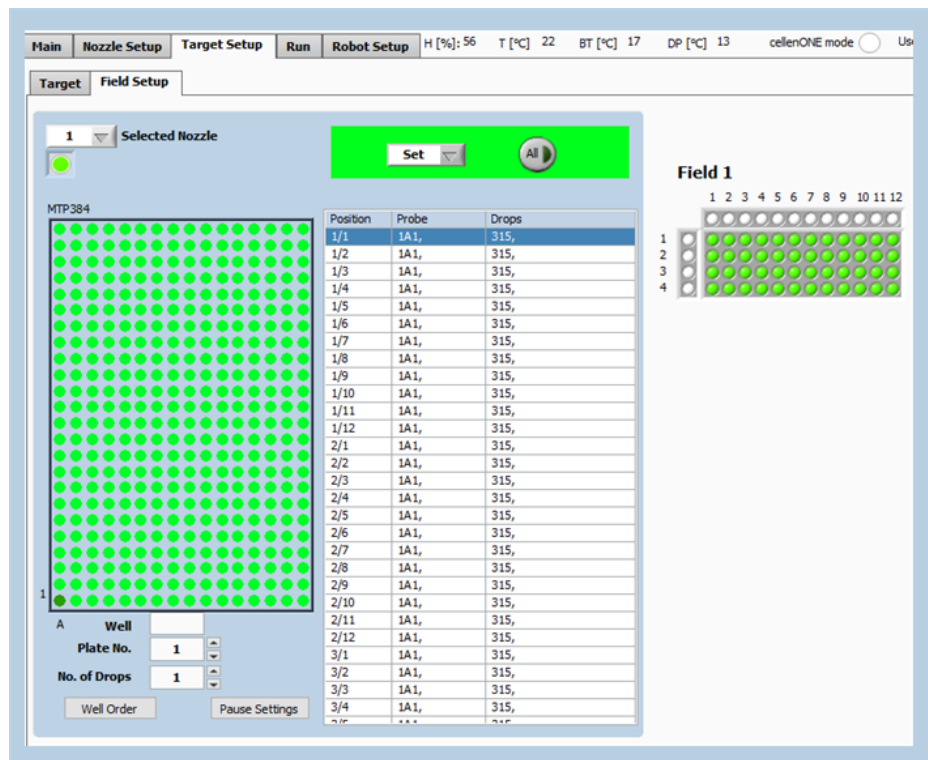 Main Nozzle Setup Target Setup Run Robot Setup H [%]: 56 T [ºC] 22 BT [ºC] 17 DP [ºC] 13 cellenONE mode
Target Field Setup
1 Selected Nozzle
Set All
Field 1
1 2 3 4 5 6 7 8 9 10 11 12
1
2
3
4
MTP384
1
A
Well
Plate No. 1
No. of Drops 1
Well Order Pause Settings
Position Probe Drops
1/1 1A1, 315,
1/2 1A1, 315,
1/3 1A1, 315,
1/4 1A1, 315,
1/5 1A1, 315,
1/6 1A1, 315,
1/7 1A1, 315,
1/8 1A1, 315,
1/9 1A1, 315,
1/10 1A1, 315,
1/11 1A1, 315,
1/12 1A1, 315,
2/1 1A1, 315,
2/2 1A1, 315,
2/3 1A1, 315,
2/4 1A1, 315,
2/5 1A1, 315,
2/6 1A1, 315,
2/7 1A1, 315,
2/8 1A1, 315,
2/9 1A1, 315,
2/10 1A1, 315,
2/11 1A1, 315,
2/12 1A1, 315,
3/1 1A1, 315,
3/2 1A1, 315,
3/3 1A1, 315,
3/4 1A1, 315,